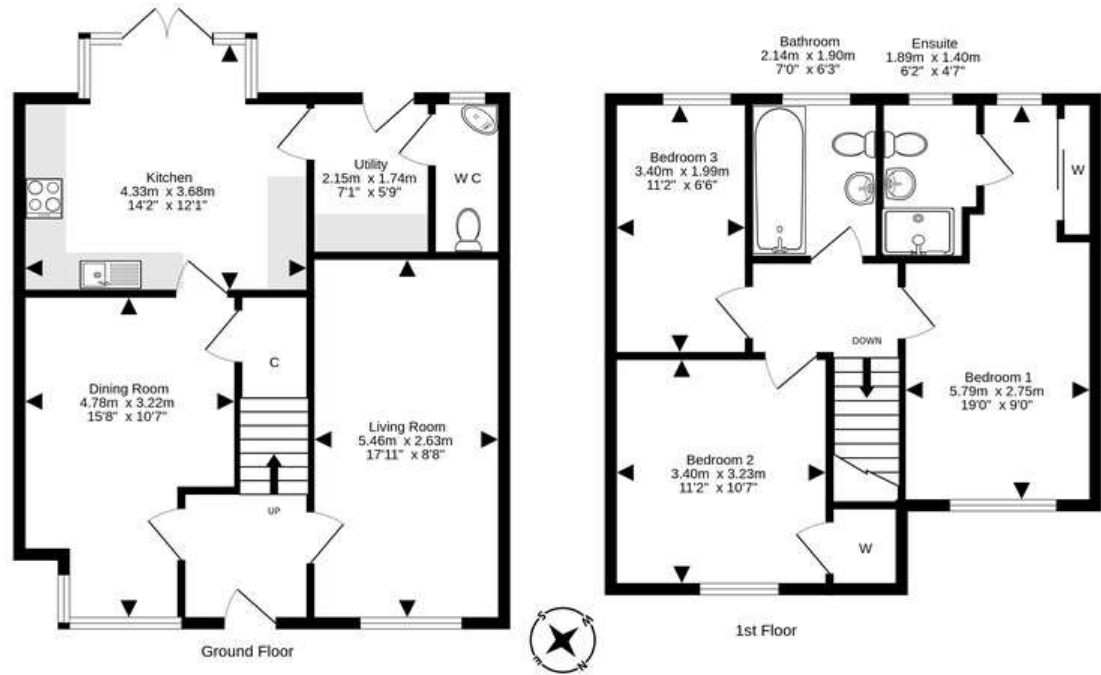 Bathroom
2.14m x 1.90m
7'0" x 6'3"
Ensuite
1.89m x 1.40m
6'2" x 4'7"
Kitchen
4.33m x 3.68m
14'2" x 12'1"
Utility
2.15m x 1.74m
7'1" x 5'9"
WC
Bedroom 3
3.40m x 1.99m
11'2" x 6'6"
W
Dining Room
4.78m x 3.22m
15'8" x 10'7"
C
Living Room
5.46m x 2.63m
17'11" x 8'8"
UP
DOWN
Bedroom 1
5.79m x 2.75m
19'0" x 9'0"
Bedroom 2
3.40m x 3.23m
11'2" x 10'7"
W
Ground Floor
S
W
E
N
1st Floor